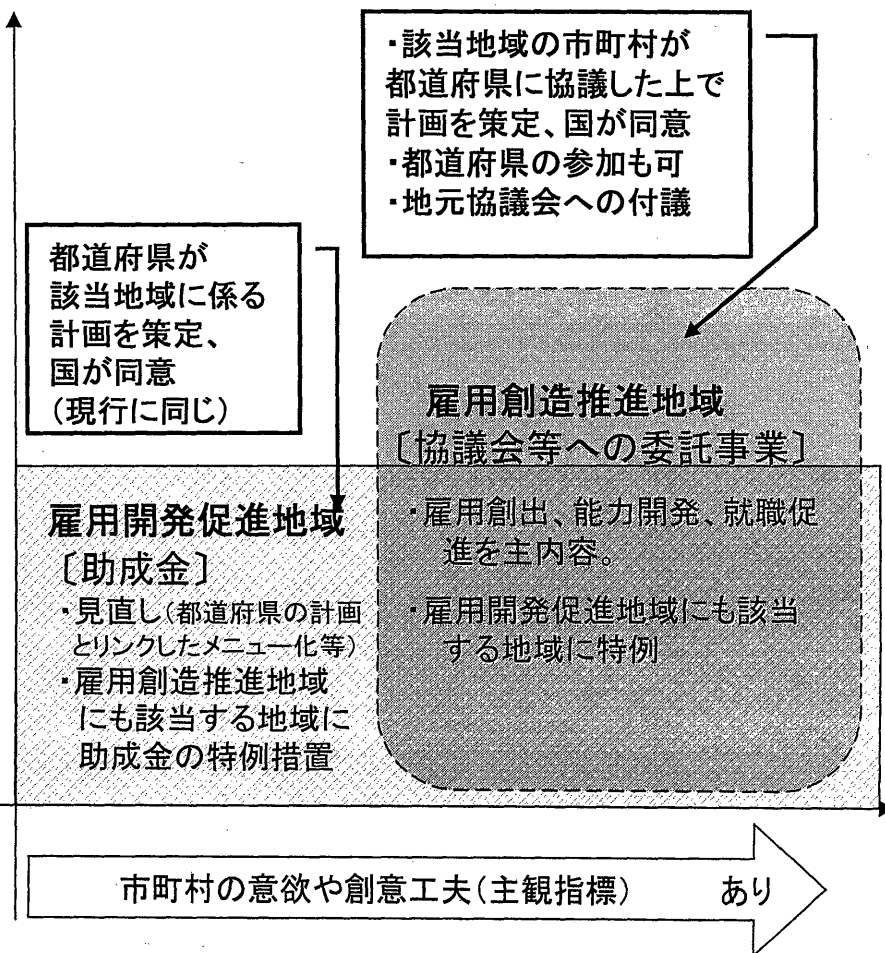 ・該当地域の市町村が
都道府県に協議した上で
計画を策定、国が同意
・都道府県の参加も可
・地元協議会への付議
都道府県が
該当地域に係る
計画を策定、
国が同意
(現行に同じ)
雇用創造推進地域
〔協議会等への委託事業〕
・雇用創出、能力開発、就職促
進を主内容。
・雇用開発促進地域にも該当
する地域に特例
雇用開発促進地域
〔助成金〕
・見直し(都道府県の計画
とリンクしたメニュー化等)
・雇用創造推進地域
にも該当する地域に
助成金の特例措置
市町村の意欲や創意工夫(主観指標) あり